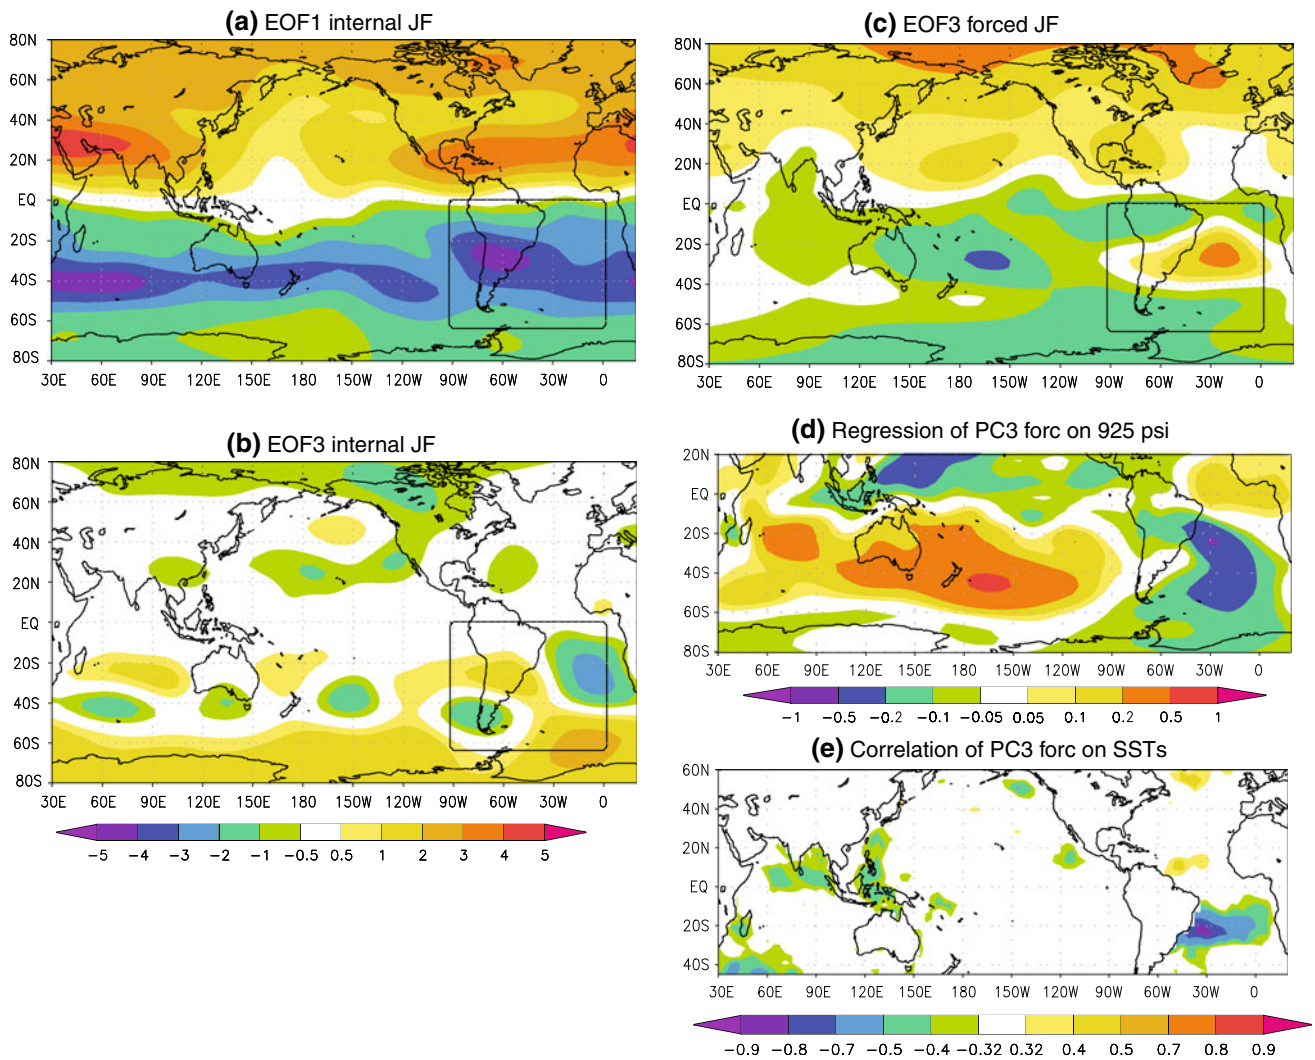 (a) EOF1 internal JF
80N
60N
40N
20N
EQ
20S
40S
60S
80S
30E 60E 90E 120E 150E 180 150W 120W 90W 60W 30W 0
(b) EOF3 internal JF
80N
60N
40N
20N
EQ
20S
40S
60S
80S
30E 60E 90E 120E 150E 180 150W 120W 90W 60W 30W 0
−5 −4 −3 −2 −1 −0.5 0.5 1 2 3 4 5
(c) EOF3 forced JF
80N
60N
40N
20N
EQ
20S
40S
60S
80S
30E 60E 90E 120E 150E 180 150W 120W 90W 60W 30W 0
(d) Regression of PC3 forc on 925 psi
20N
EQ
20S
40S
60S
80S
30E 60E 90E 120E 150E 180 150W 120W 90W 60W 30W 0
−1 −0.5 −0.2 −0.1 −0.05 0.05 0.1 0.2 0.5 1
(e) Correlation of PC3 forc on SSTs
60N
40N
20N
EQ
20S
40S
30E 60E 90E 120E 150E 180 150W 120W 90W 60W 30W 0
−0.9 −0.8 −0.7 −0.5 −0.4 −0.32 0.32 0.4 0.5 0.7 0.8 0.9